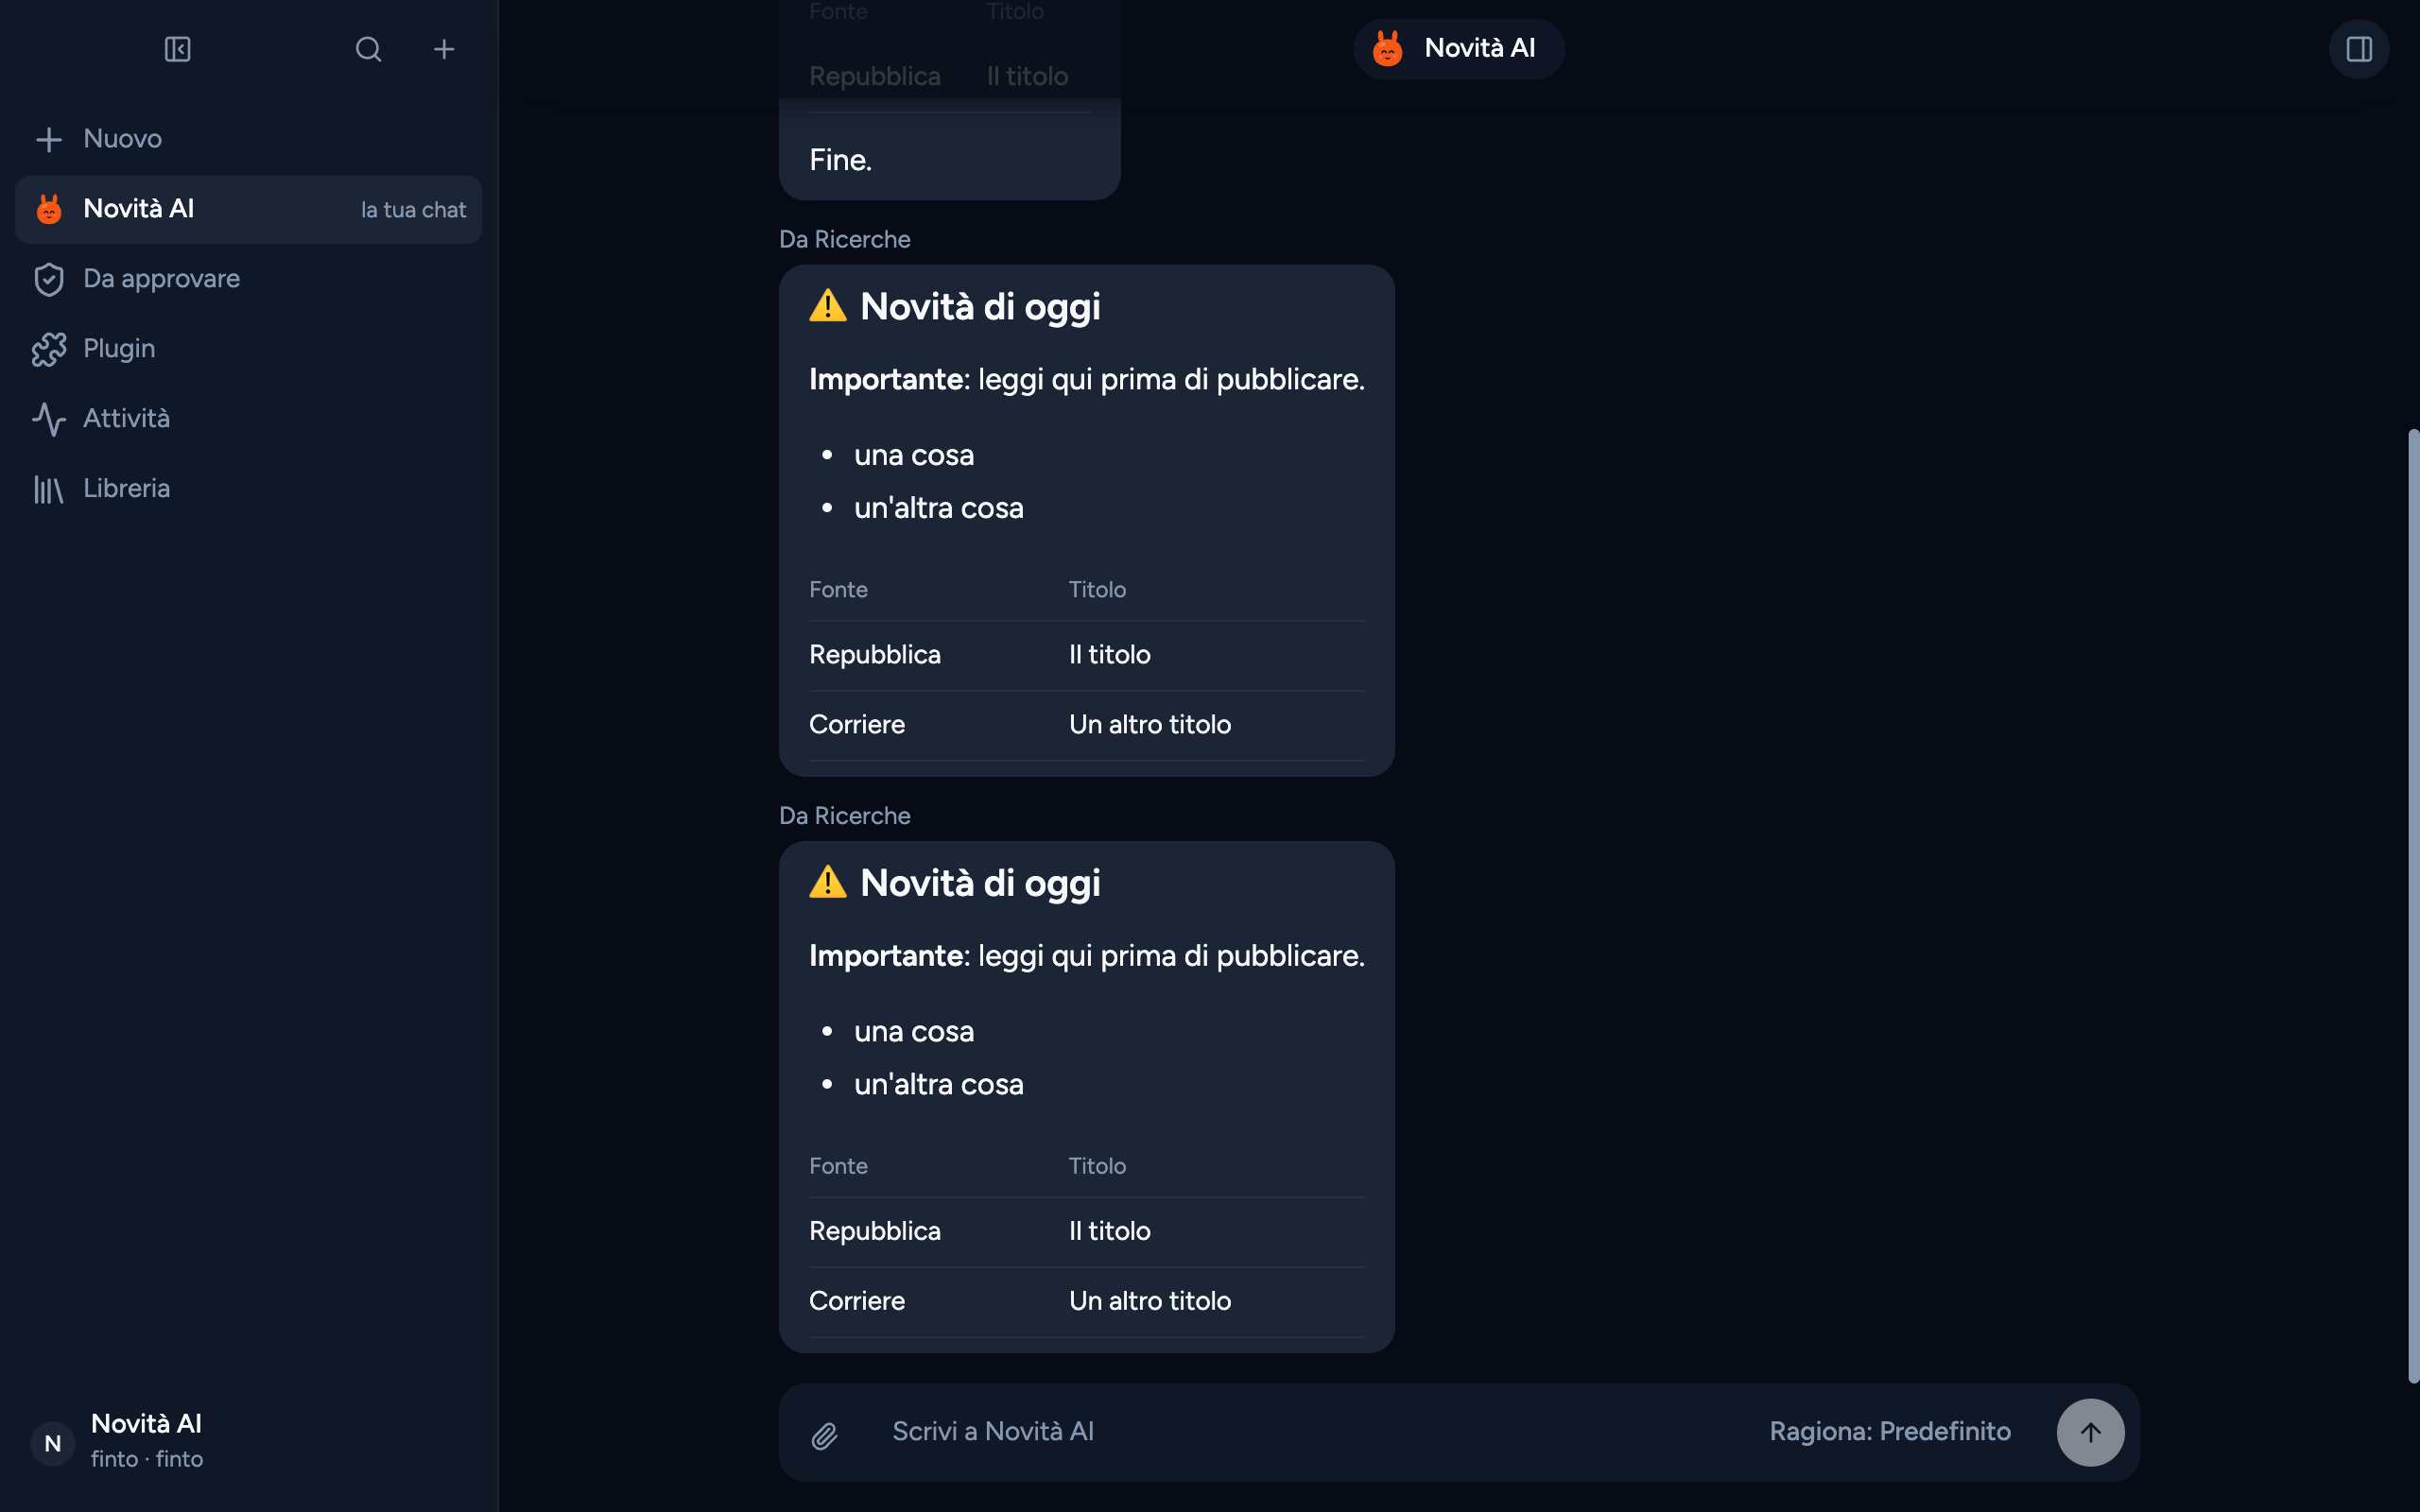 Nuovo
Novità AI la tua chat
Da approvare
Plugin
Attività
Libreria
Novità AI
N
finto · finto
Novità AI
Fonte Titolo
Repubblica Il titolo
Fine.
Da Ricerche
⚠️ Novità di oggi
Importante: leggi qui prima di pubblicare.
• una cosa
• un'altra cosa
Fonte Titolo
Repubblica Il titolo
Corriere Un altro titolo
Da Ricerche
⚠️ Novità di oggi
Importante: leggi qui prima di pubblicare.
• una cosa
• un'altra cosa
Fonte Titolo
Repubblica Il titolo
Corriere Un altro titolo
Scrivi a Novità AI Ragiona: Predefinito